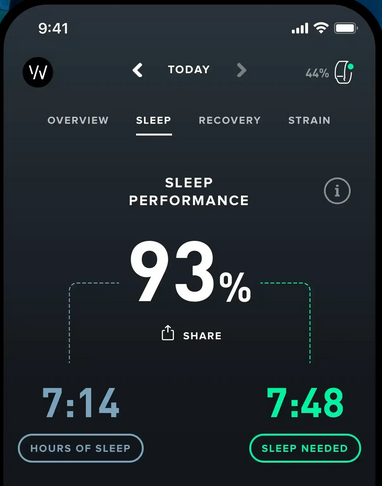 9:41
TODAY
44%
OVERVIEW SLEEP RECOVERY STRAIN
SLEEP
PERFORMANCE
i
93%
SHARE
7:14 7:48
HOURS OF SLEEP SLEEP NEEDED